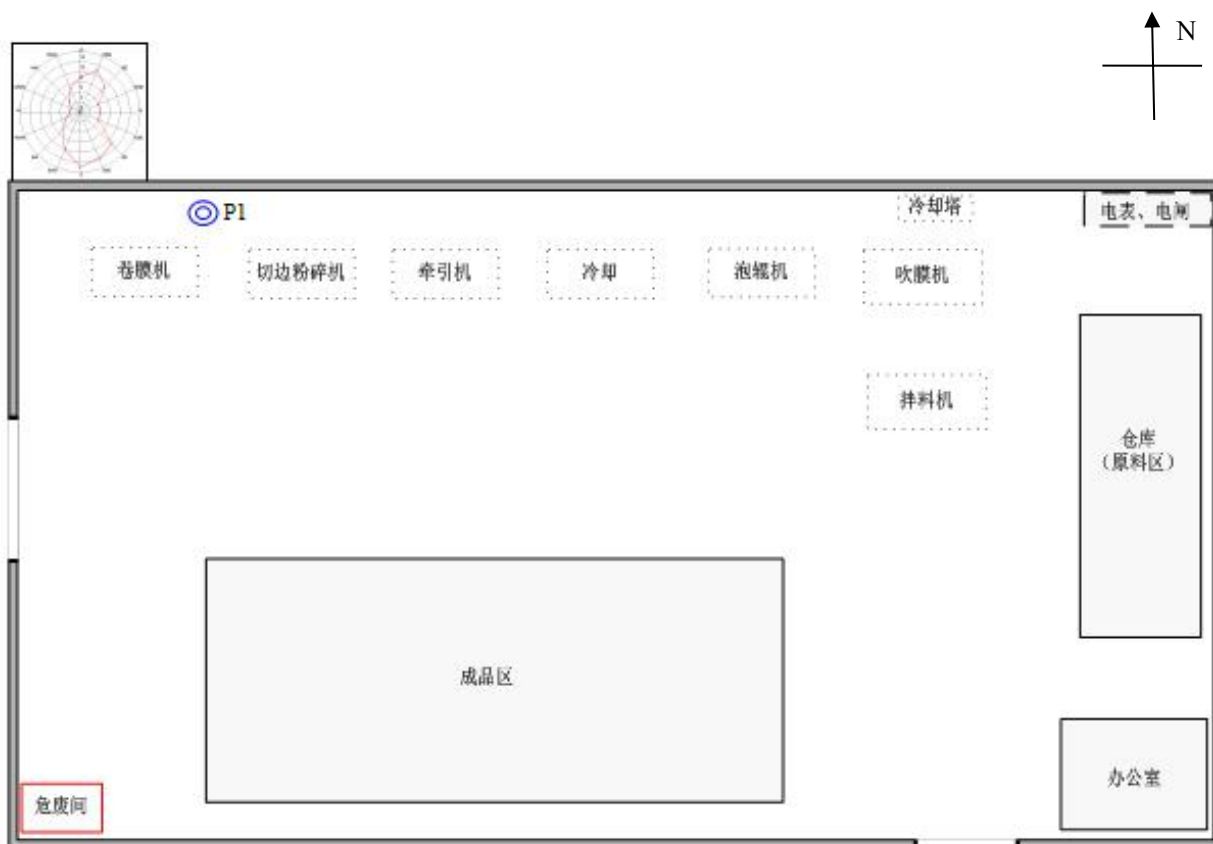 N
P1
冷却塔
电表、电闸
卷膜机
切边粉碎机
牵引机
冷却
泡辊机
吹膜机
拌料机
仓库
（原料区）
成品区
危废间
办公室